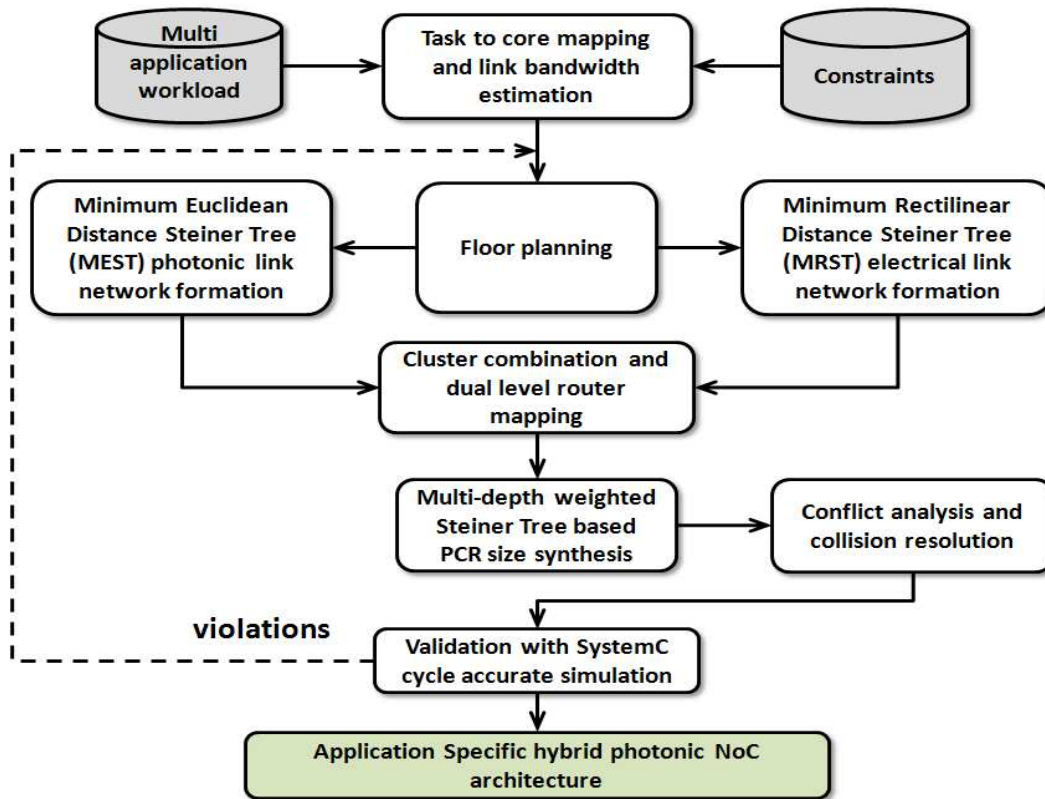 Multi
application
workload
Task to core mapping
and link bandwidth
estimation
Constraints
Minimum Euclidean
Distance Steiner Tree
(MEST) photonic link
network formation
Floor planning
Minimum Rectilinear
Distance Steiner Tree
(MRST) electrical link
network formation
Cluster combination and
dual level router
mapping
Multi-depth weighted
Steiner Tree based
PCR size synthesis
Conflict analysis and
collision resolution
violations
Validation with SystemC
cycle accurate simulation
Application Specific hybrid photonic NoC
architecture